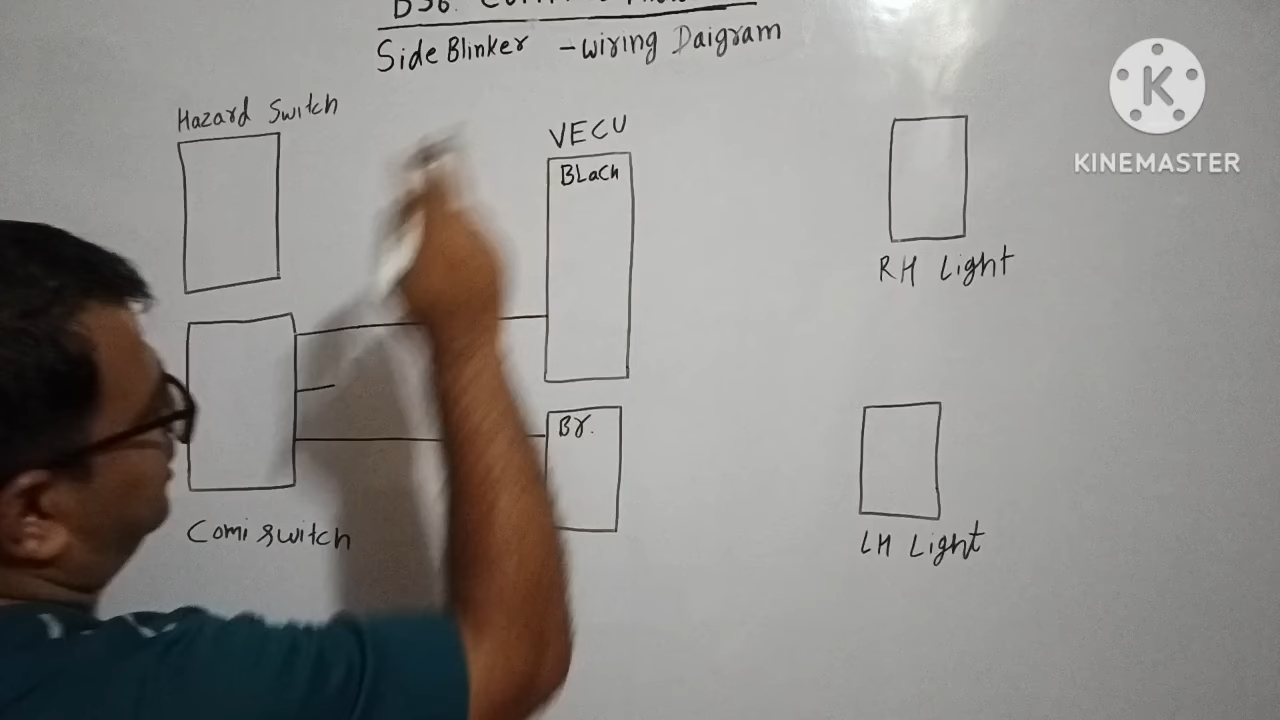 Side Blinker - wiring Daigram
Hazard Switch
VECU
BLach
RH Light
Br.
Comi switch
LH Light
KINEMASTER